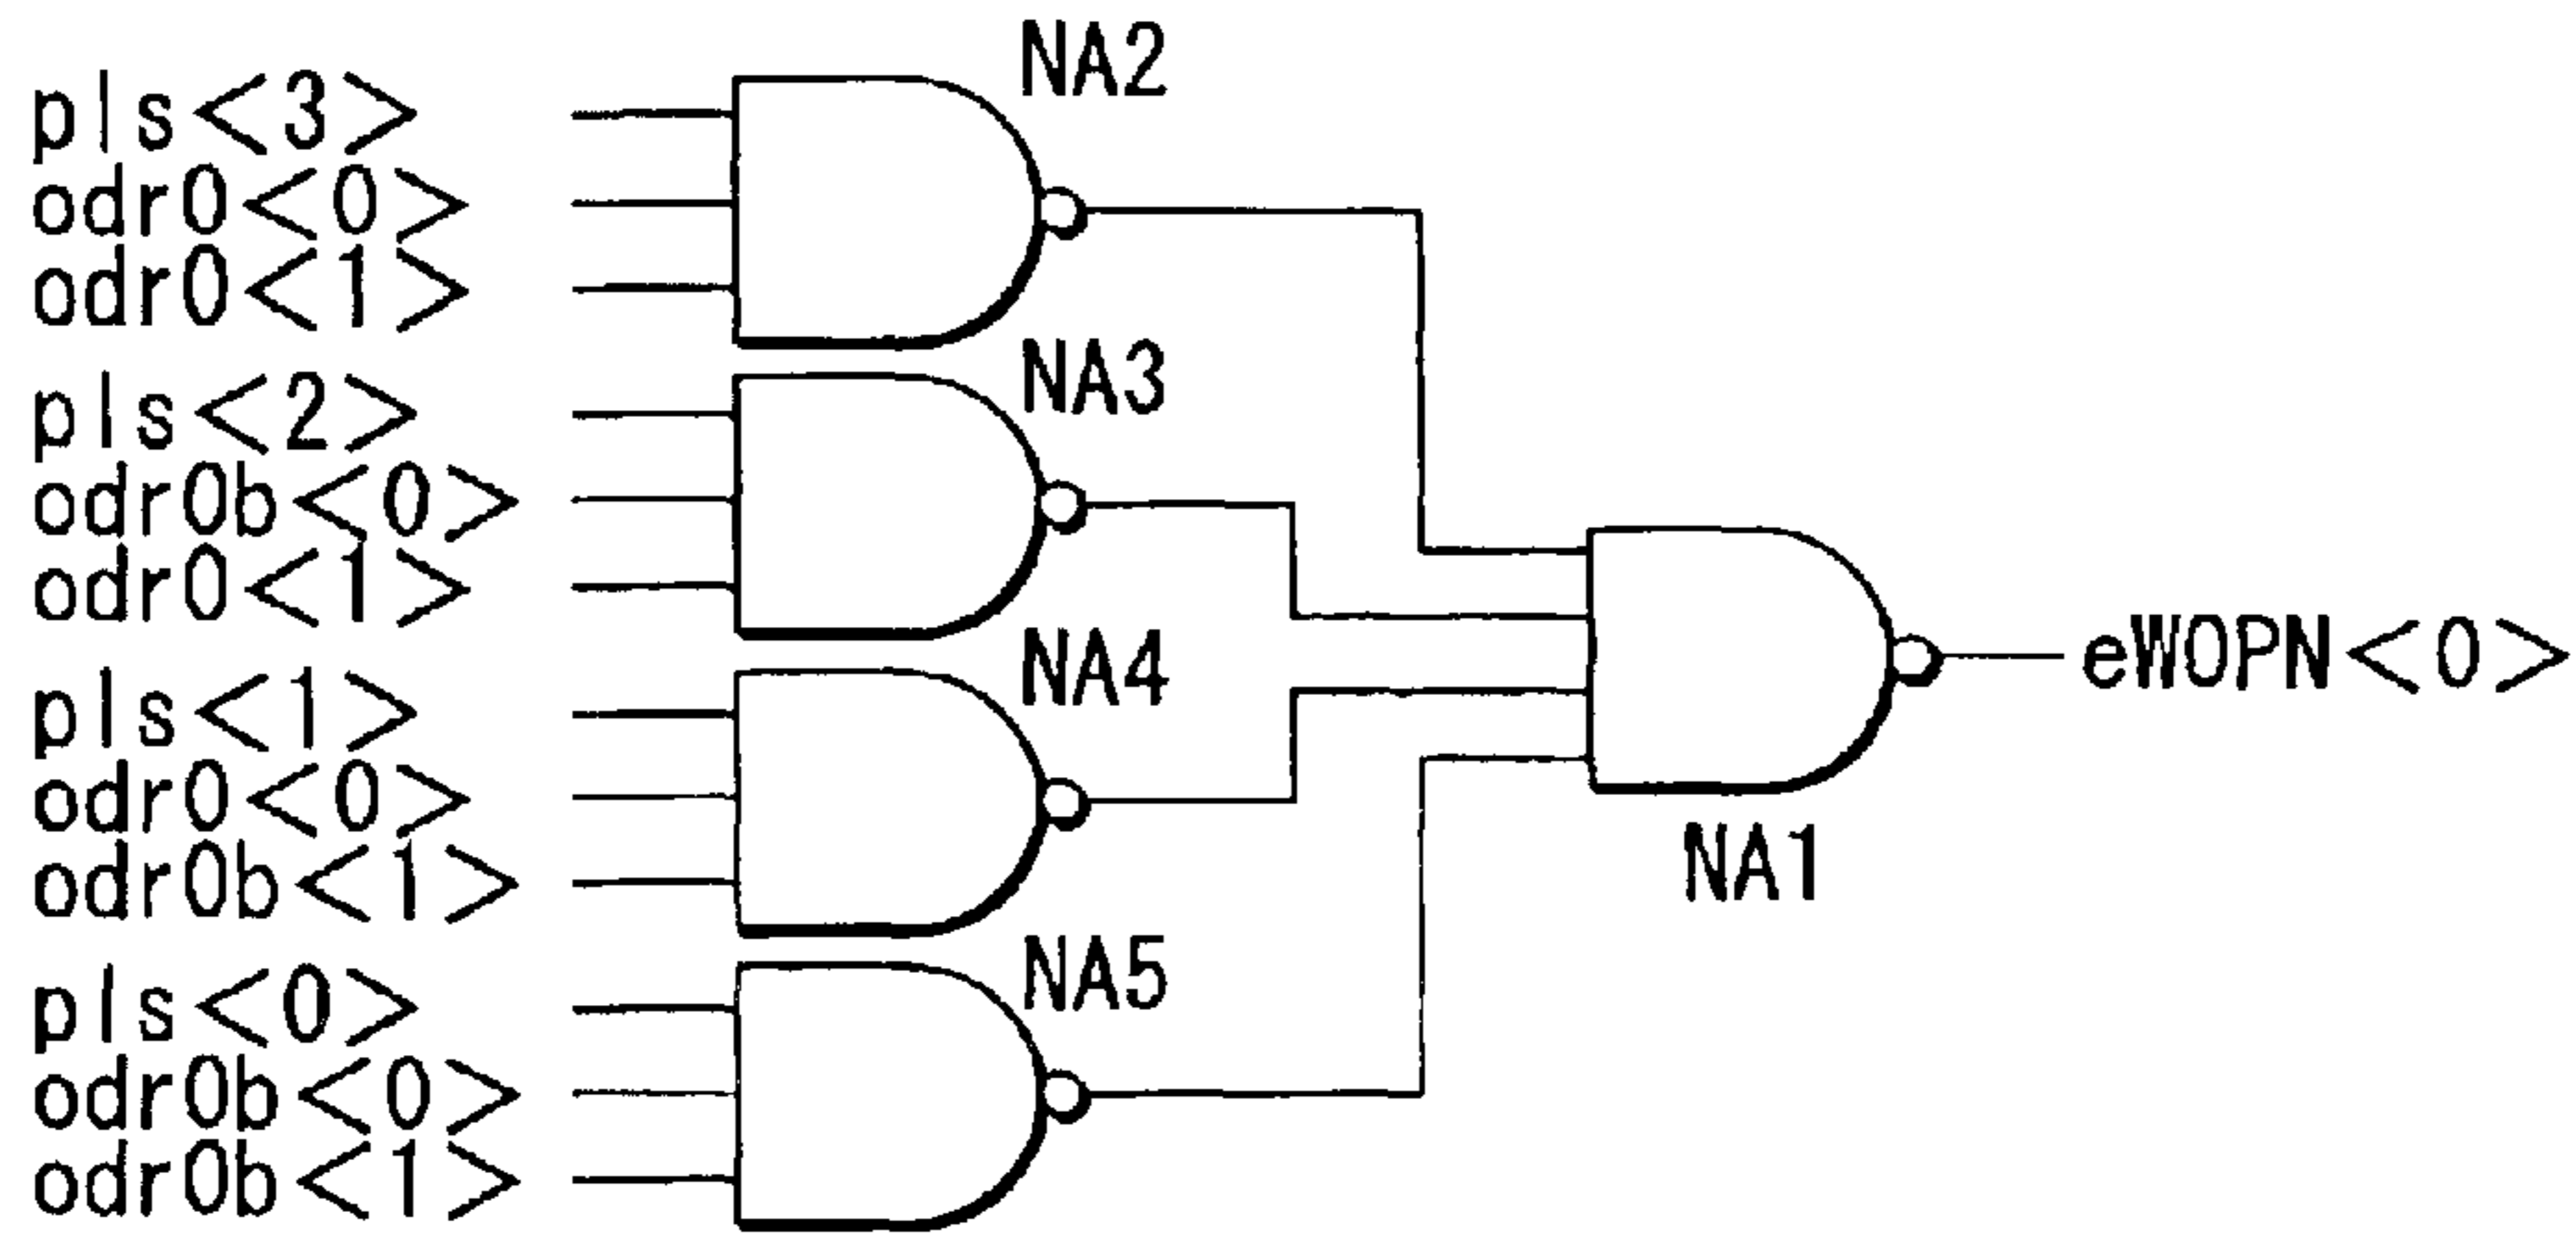 NA2
pls<3>
odr0<0>
odr0<1>
NA3
pls<2>
odr0b<0>
odr0<1>
NA4
pls<1>
odr0<0>
odr0b<1>
NA5
pls<0>
odr0b<0>
odr0b<1>
eWOPN<0>
NA1